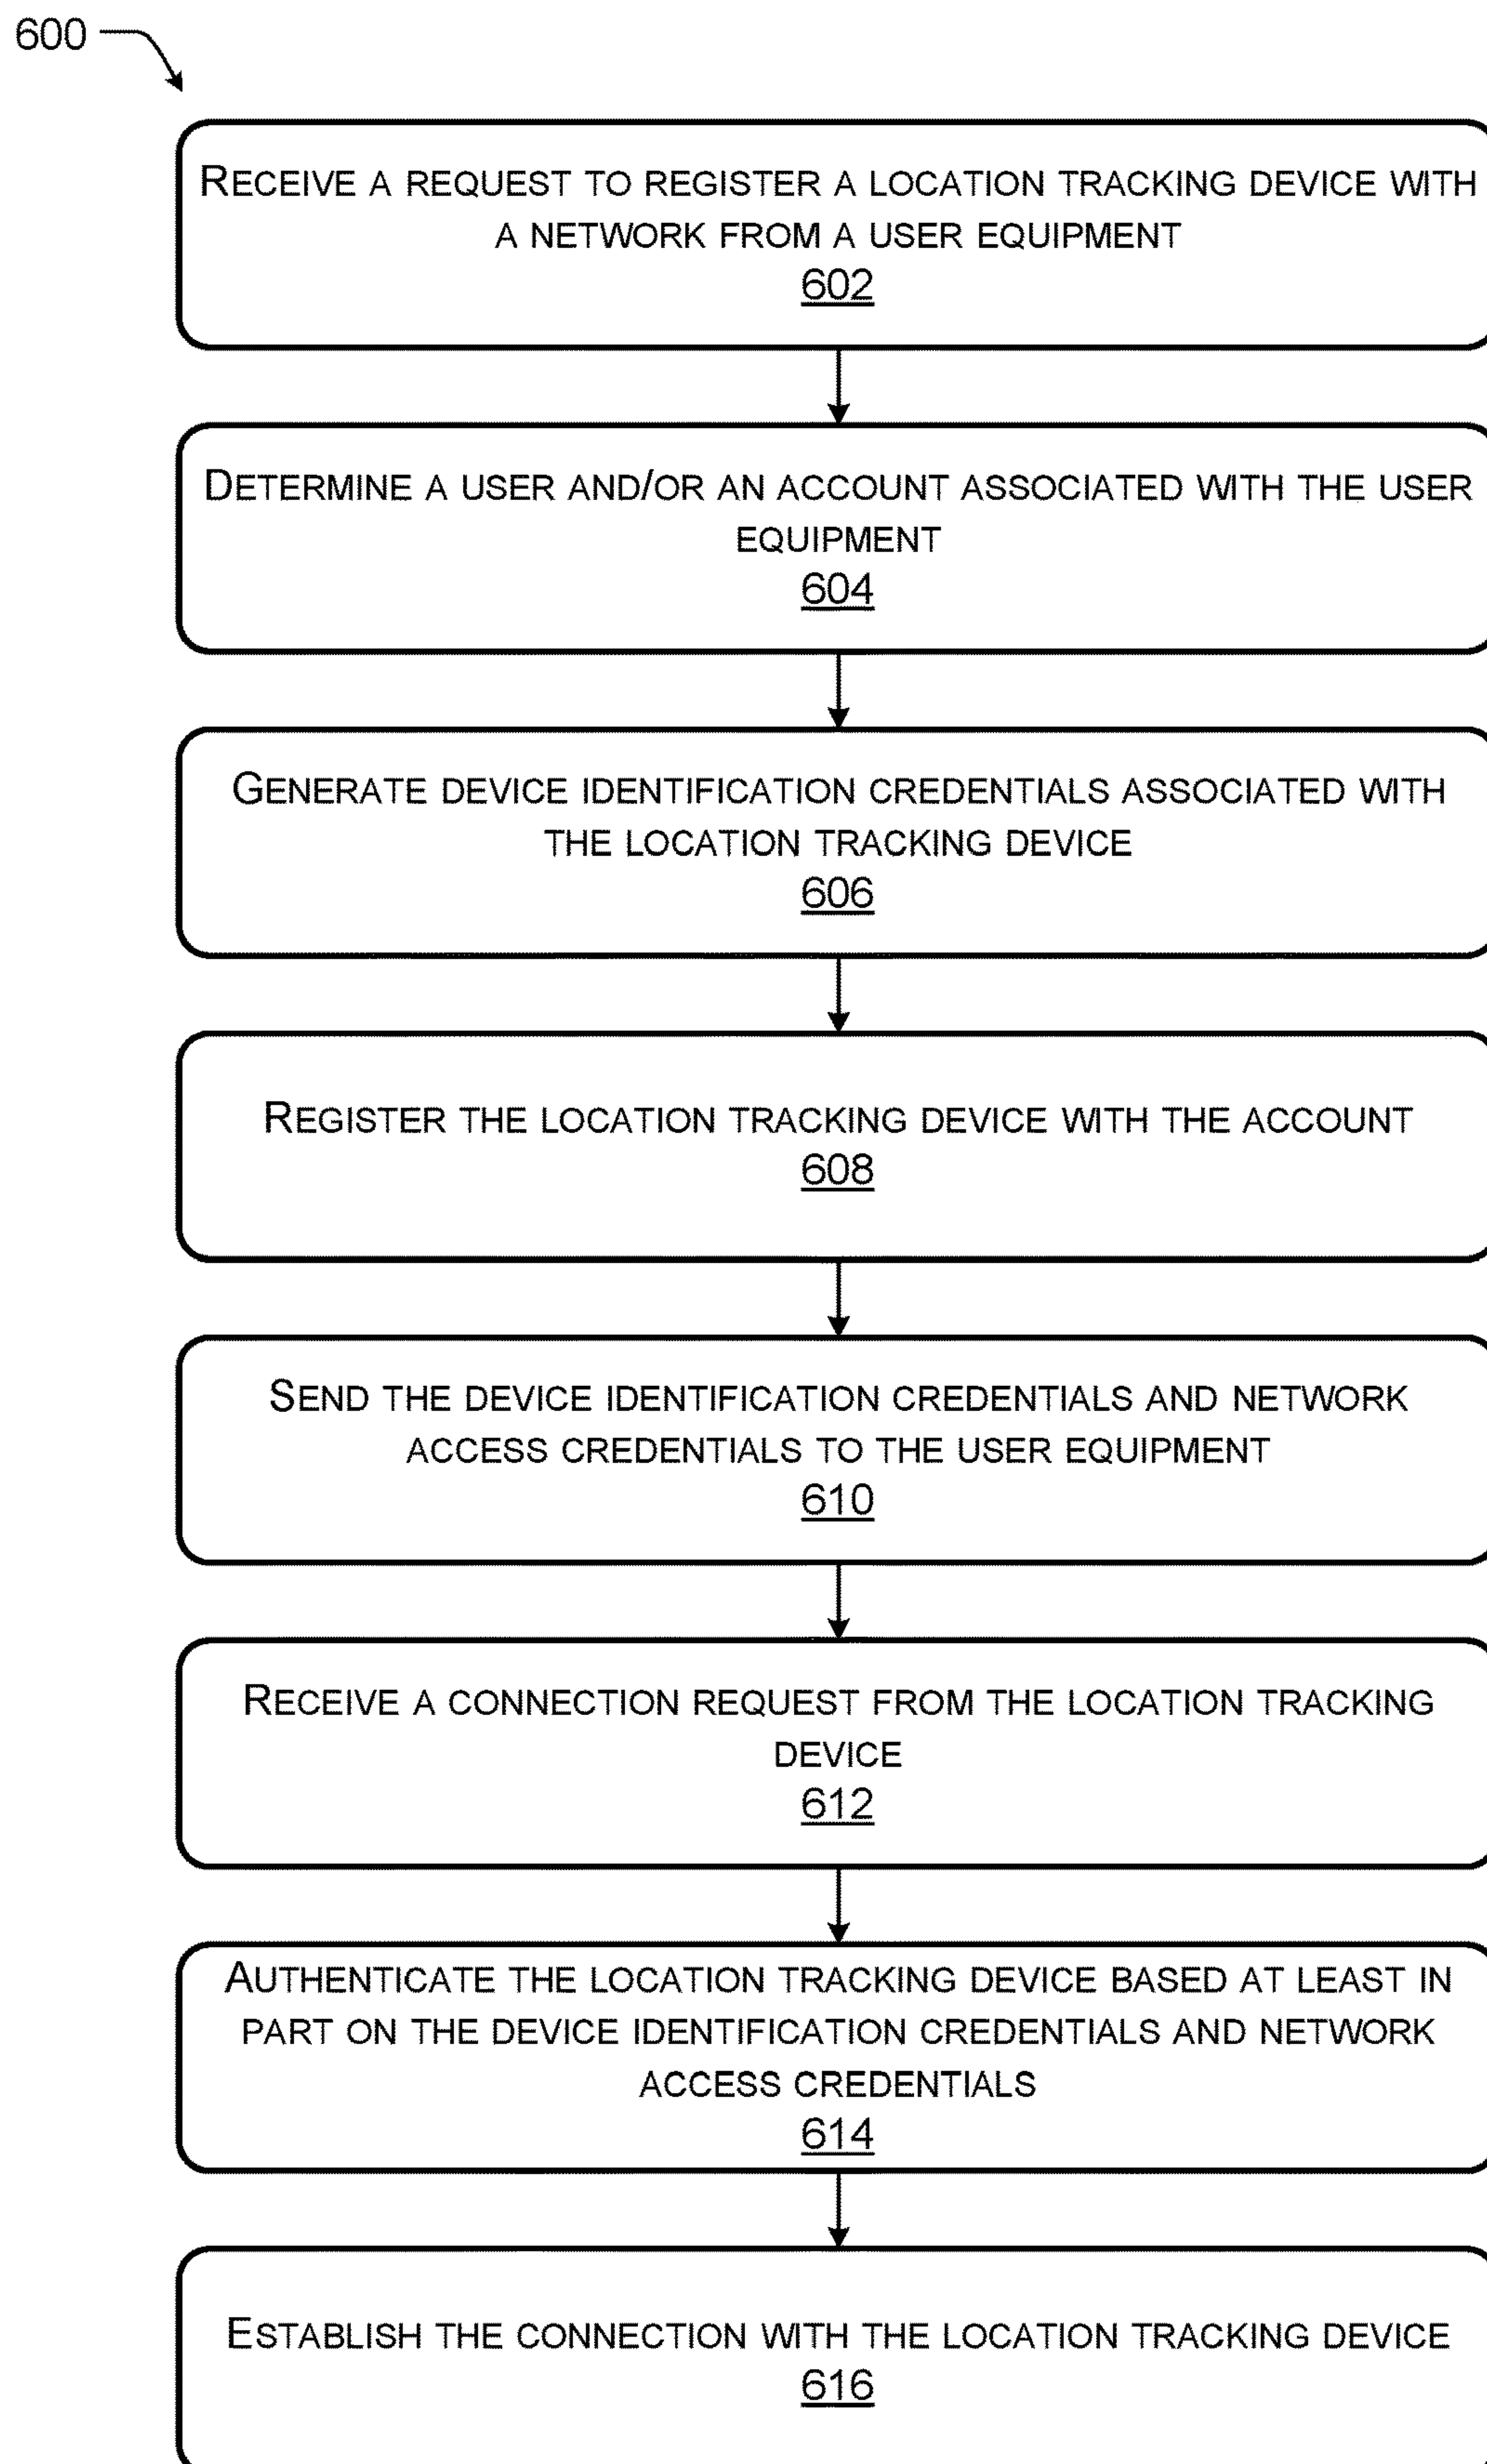 600
RECEIVE A REQUEST TO REGISTER A LOCATION TRACKING DEVICE WITH
A NETWORK FROM A USER EQUIPMENT
602
DETERMINE A USER AND/OR AN ACCOUNT ASSOCIATED WITH THE USER
EQUIPMENT
604
GENERATE DEVICE IDENTIFICATION CREDENTIALS ASSOCIATED WITH
THE LOCATION TRACKING DEVICE
606
REGISTER THE LOCATION TRACKING DEVICE WITH THE ACCOUNT
608
SEND THE DEVICE IDENTIFICATION CREDENTIALS AND NETWORK
ACCESS CREDENTIALS TO THE USER EQUIPMENT
610
RECEIVE A CONNECTION REQUEST FROM THE LOCATION TRACKING
DEVICE
612
AUTHENTICATE THE LOCATION TRACKING DEVICE BASED AT LEAST IN
PART ON THE DEVICE IDENTIFICATION CREDENTIALS AND NETWORK
ACCESS CREDENTIALS
614
ESTABLISH THE CONNECTION WITH THE LOCATION TRACKING DEVICE
616